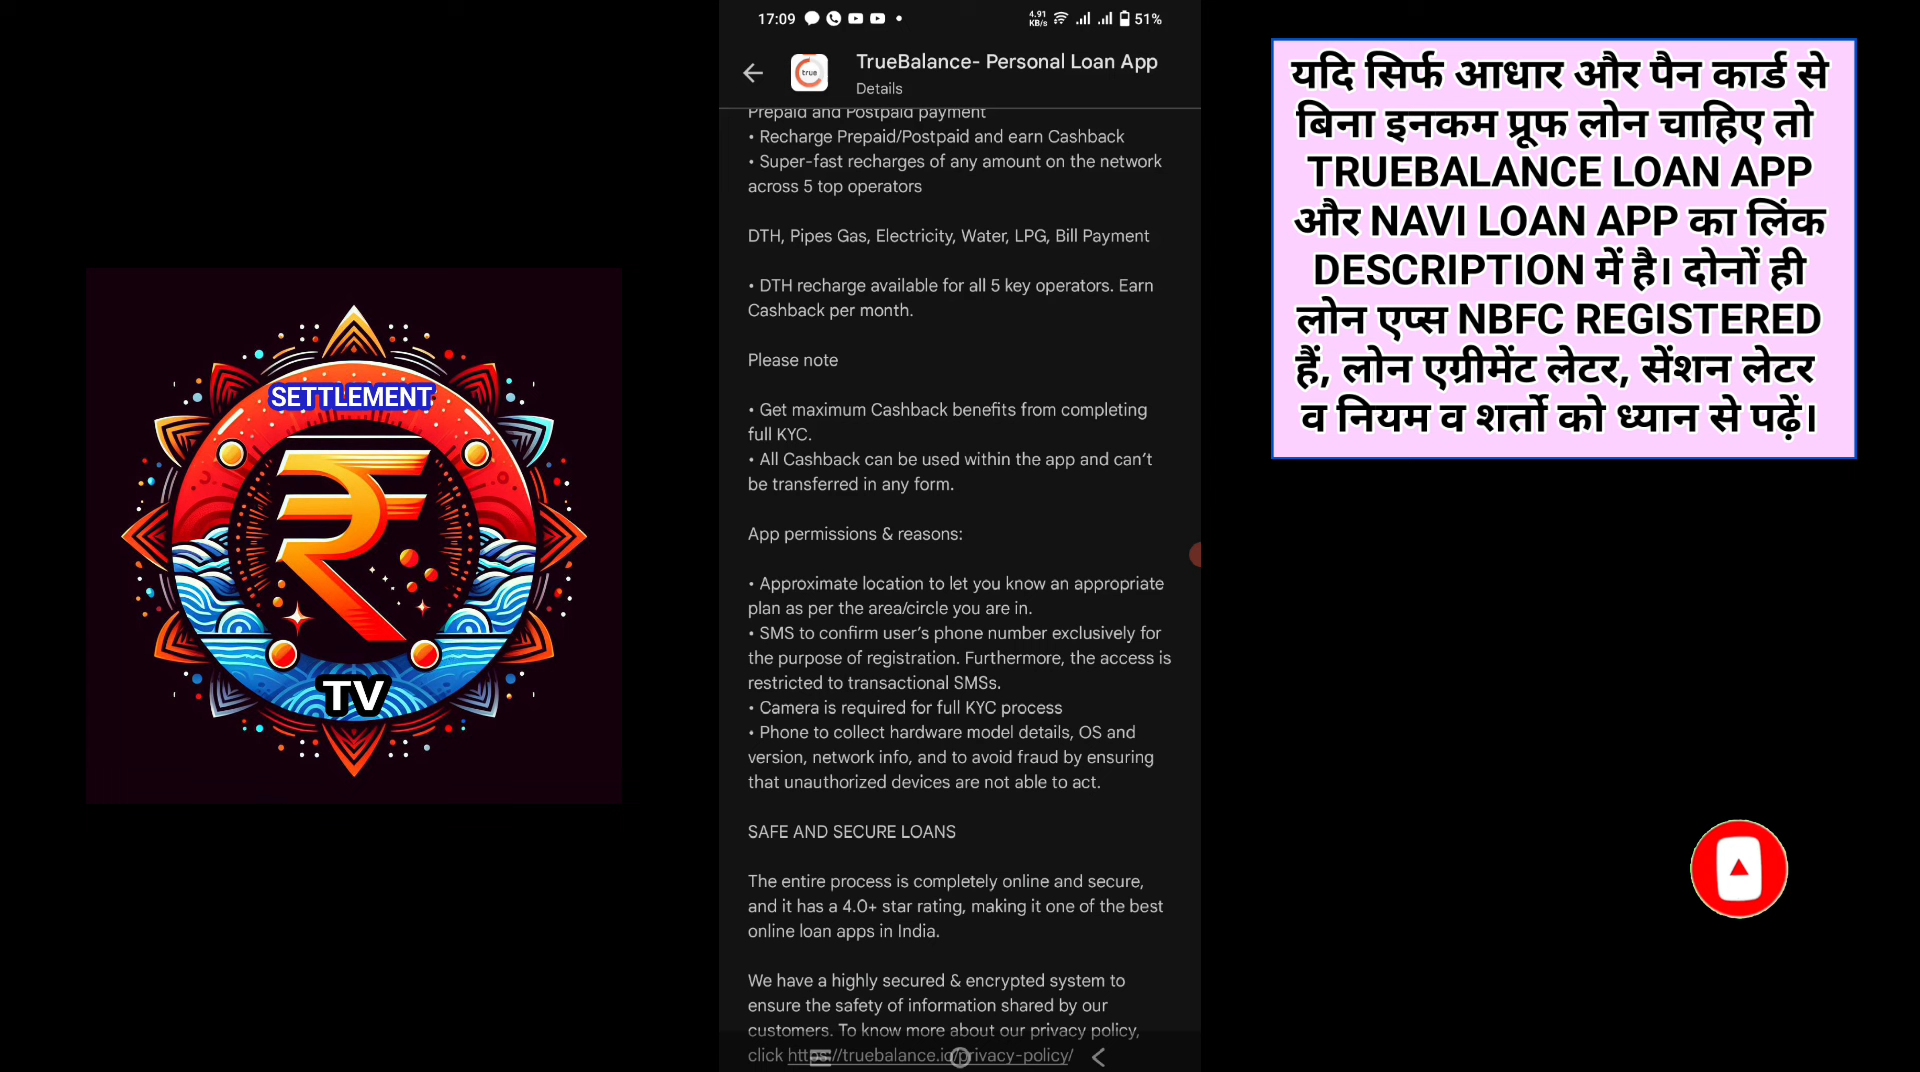 SETTLEMENT
TV
17:09
4.91
KB/s
51%
TrueBalance- Personal Loan App
true
Details
Prepaid and Postpaid payment
• Recharge Prepaid/Postpaid and earn Cashback
• Super-fast recharges of any amount on the network
across 5 top operators
DTH, Pipes Gas, Electricity, Water, LPG, Bill Payment
• DTH recharge available for all 5 key operators. Earn
Cashback per month.
Please note
• Get maximum Cashback benefits from completing
full KYC.
• All Cashback can be used within the app and can't
be transferred in any form.
App permissions & reasons:
• Approximate location to let you know an appropriate
plan as per the area/circle you are in.
• SMS to confirm user's phone number exclusively for
the purpose of registration. Furthermore, the access is
restricted to transactional SMSs.
• Camera is required for full KYC process
• Phone to collect hardware model details, OS and
version, network info, and to avoid fraud by ensuring
that unauthorized devices are not able to act.
SAFE AND SECURE LOANS
The entire process is completely online and secure,
and it has a 4.0+ star rating, making it one of the best
online loan apps in India.
We have a highly secured & encrypted system to
ensure the safety of information shared by our
customers. To know more about our privacy policy,
click https://truebalance.io/privacy-policy/
यदि सिर्फ आधार और पैन कार्ड से
बिना इनकम प्रूफ लोन चाहिए तो
TRUEBALANCE LOAN APP
और NAVI LOAN APP का लिंक
DESCRIPTION में है। दोनों ही
लोन एप्स NBFC REGISTERED
हैं, लोन एग्रीमेंट लेटर, सेंशन लेटर
व नियम व शर्तो को ध्यान से पढ़ें।